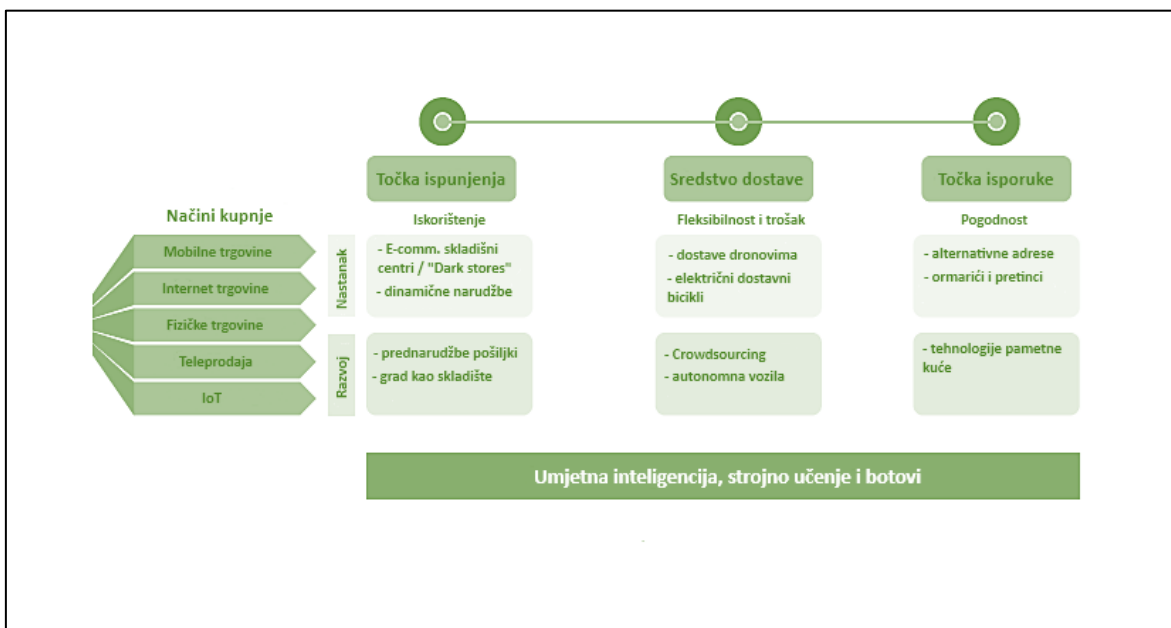 Točka ispunjenja
Sredstvo dostave
Točka isporuke
Načini kupnje
Iskorištenje
Fleksibilnost i trošak
Pogodnost
Mobilne trgovine
Internet trgovine
Fizičke trgovine
Teleprodaja
IoT
Nastanak
- E-comm. skladišni
centri / "Dark stores"
- dinamične narudžbe
- dostave dronovima
- električni dostavni
bicikli
- alternativne adrese
- ormarići i pretinci
Razvoj
- prednarudžbe pošiljki
- grad kao skladište
- Crowdsourcing
- autonomna vozila
- tehnologije pametne
kuće
Umjetna inteligencija, strojno učenje i botovi